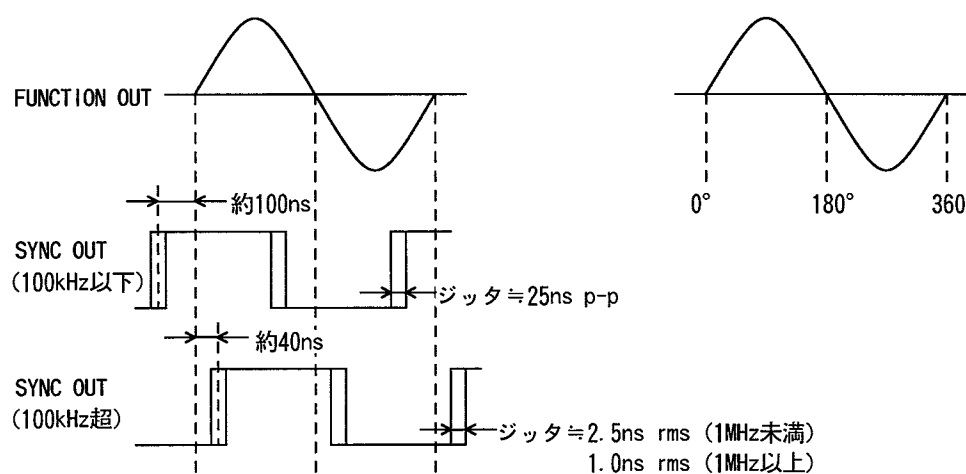 FUNCTION OUT
0°
180°
360
約100ns
SYNC OUT
(100kHz以下)
ジッタ≒25ns p-p
約40ns
SYNC OUT
(100kHz超)
ジッタ≒2.5ns rms (1MHz未満)
1.0ns rms (1MHz以上)